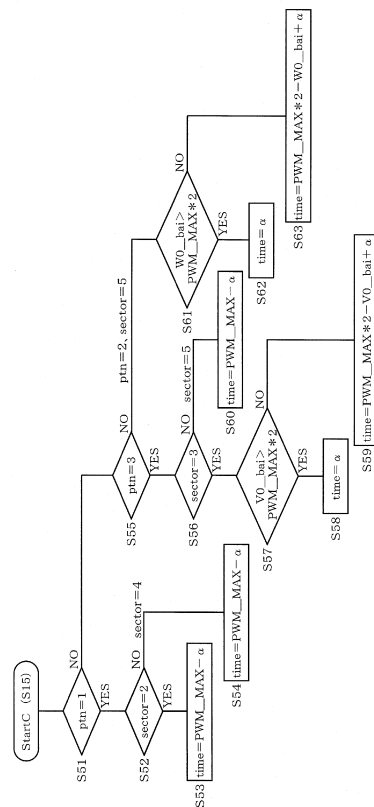 StartC (S15)
S51
ptn=1
NO
YES
S52
sector=2
NO
sector=4
YES
S53
time=PWM_MAX-α
S54
time=PWM_MAX-α
S55
ptn=3
NO
ptn=2、sector=5
YES
S56
sector=3
NO
sector=5
YES
S57
V0_bai>
PWM_MAX*2
NO
YES
S58
time=α
S59
time=PWM_MAX*2-V0_bai+α
S60
time=PWM_MAX-α
S61
W0_bai>
PWM_MAX*2
NO
YES
S62
time=α
S63
time=PWM_MAX*2-W0_bai+α